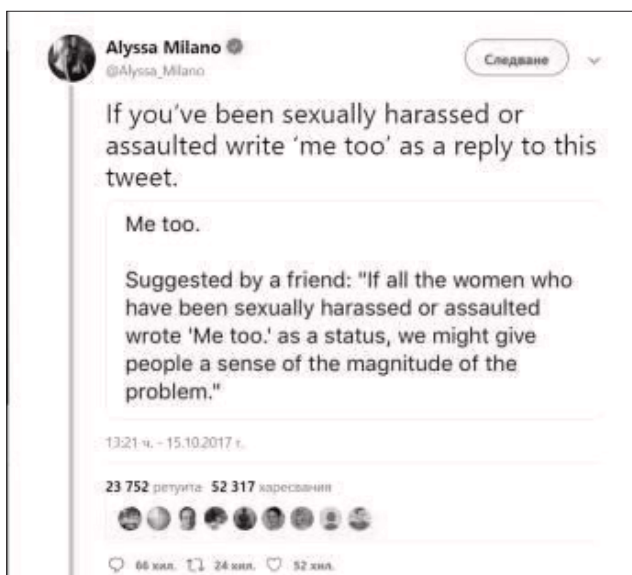 Alyssa Milano
@Alyssa_Milano
Следване
If you've been sexually harassed or
assaulted write 'me too' as a reply to this
tweet.
Me too.
Suggested by a friend: "If all the women who
have been sexually harassed or assaulted
wrote 'Me too.' as a status, we might give
people a sense of the magnitude of the
problem."
13:21 ч. - 15.10.2017 г.
23 752 ретуита 52 317 харесвания
66 хил. 24 хил. 52 хил.